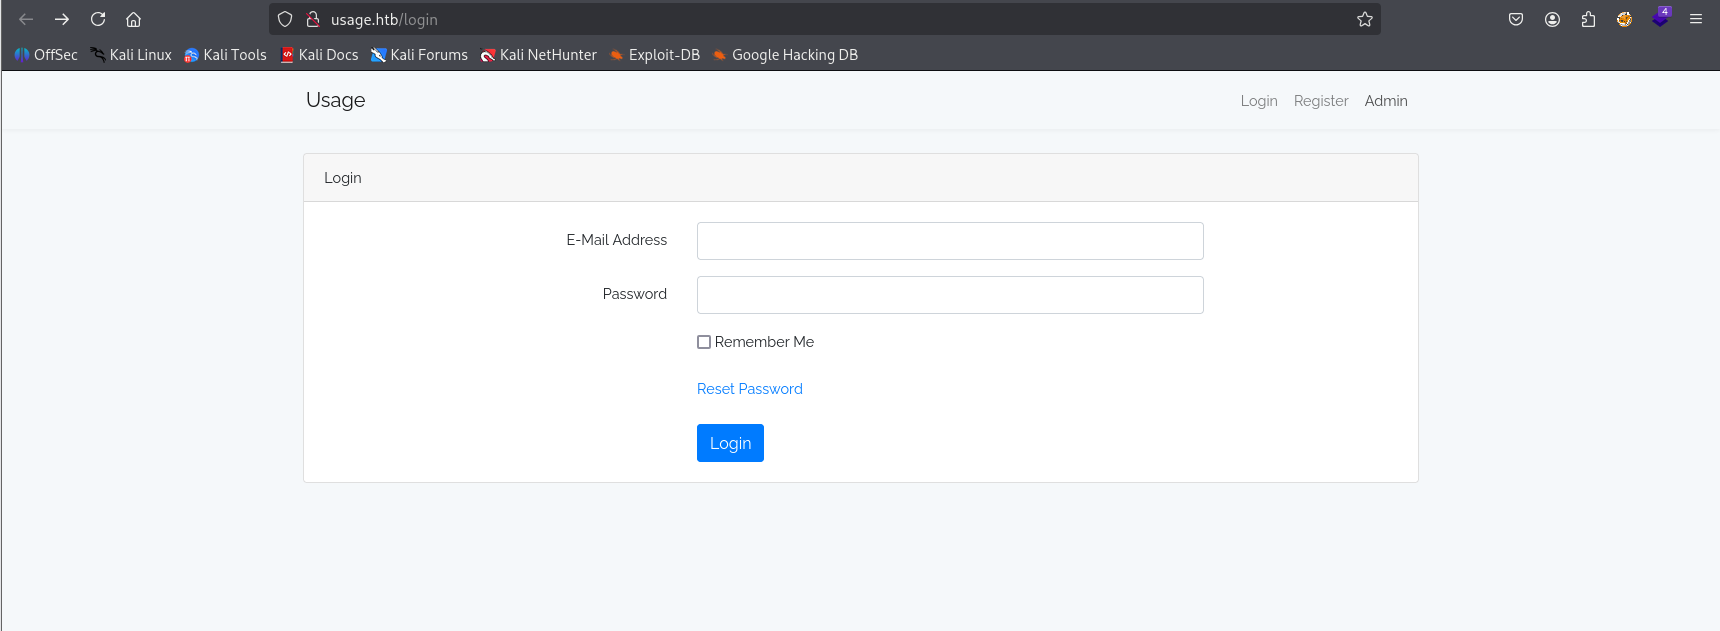 usage.htb/login
4
OffSec Kali Linux Kali Tools Kali Docs Kali Forums Kali NetHunter Exploit-DB Google Hacking DB
Usage Login Register Admin
Login
E-Mail Address
Password
Remember Me
Reset Password
Login